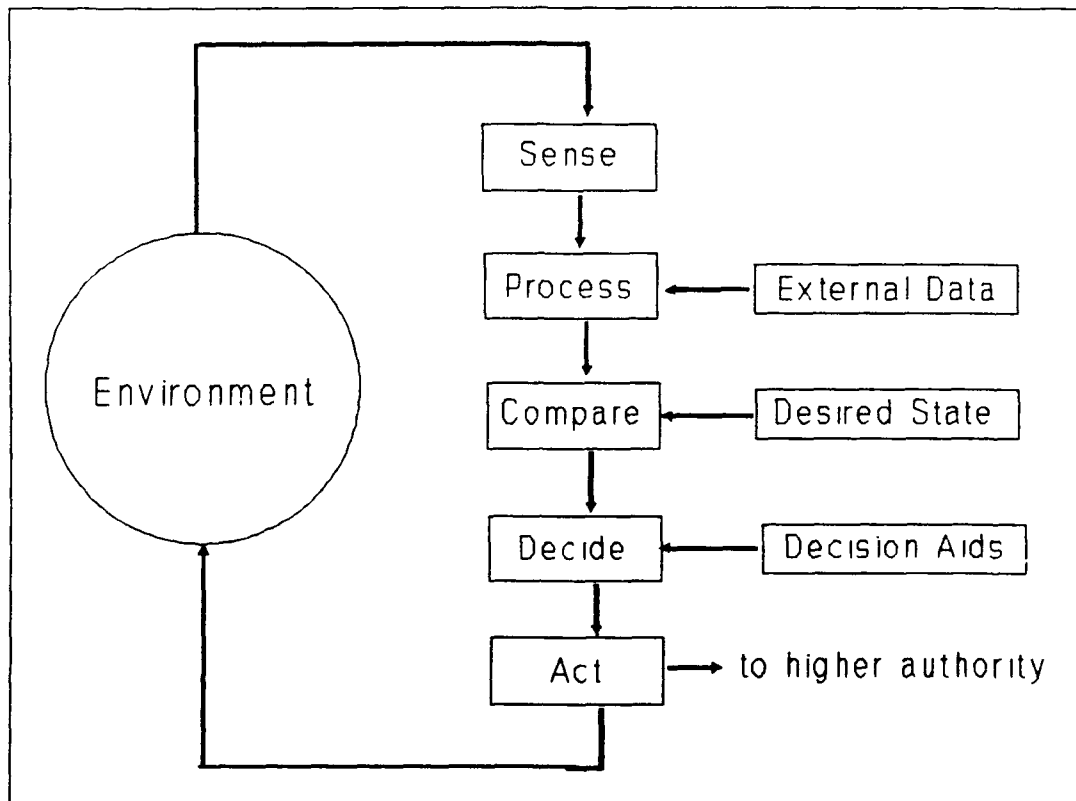 Sense
Process
External Data
Environment
Compare
Desired State
Decide
Decision Aids
Act
to higher authority